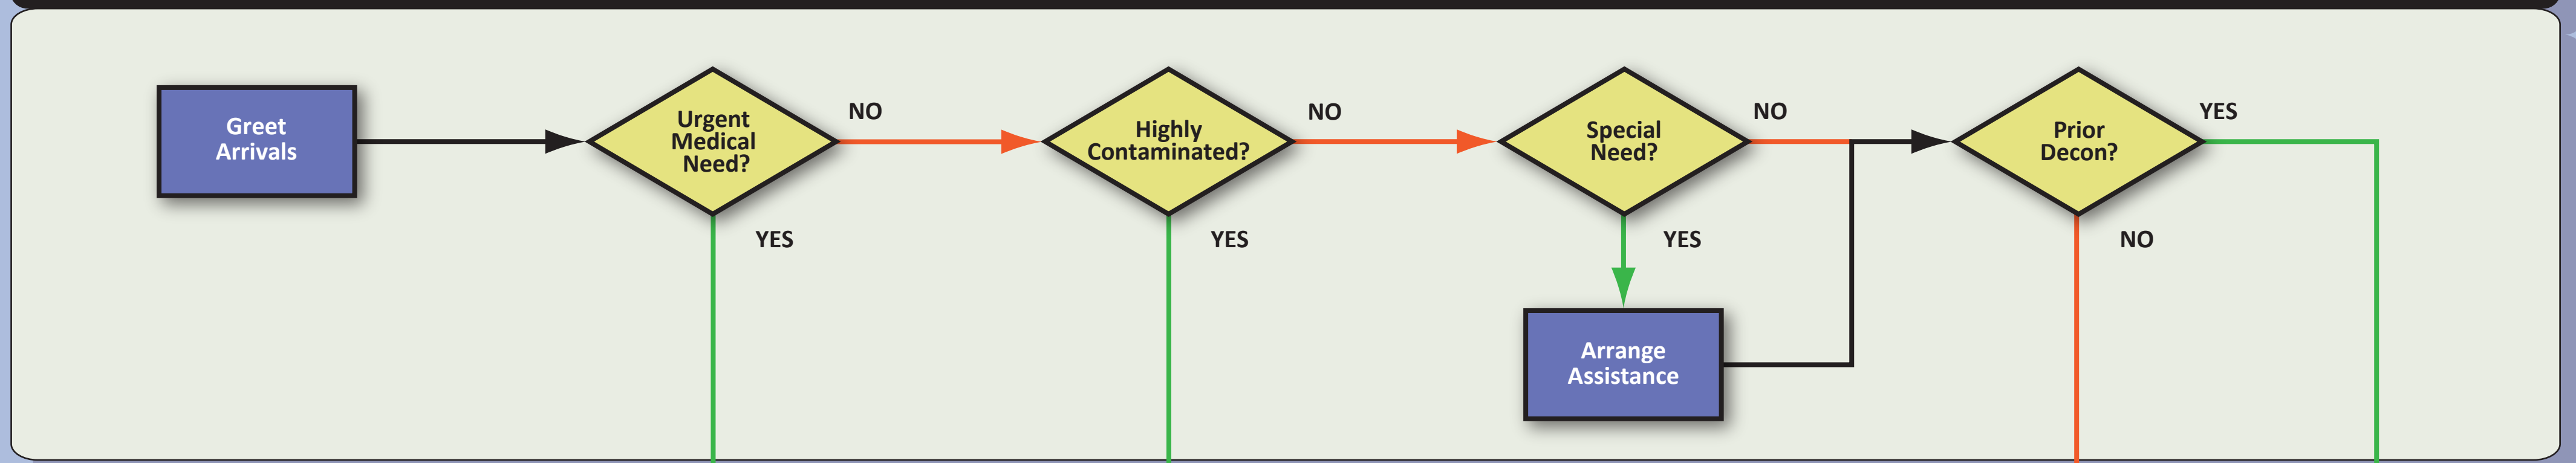 Greet
Arrivals
Urgent
Medical
Need?
NO
YES
Highly
Contaminated?
NO
YES
Special
Need?
NO
YES
Arrange
Assistance
Prior
Decon?
YES
NO